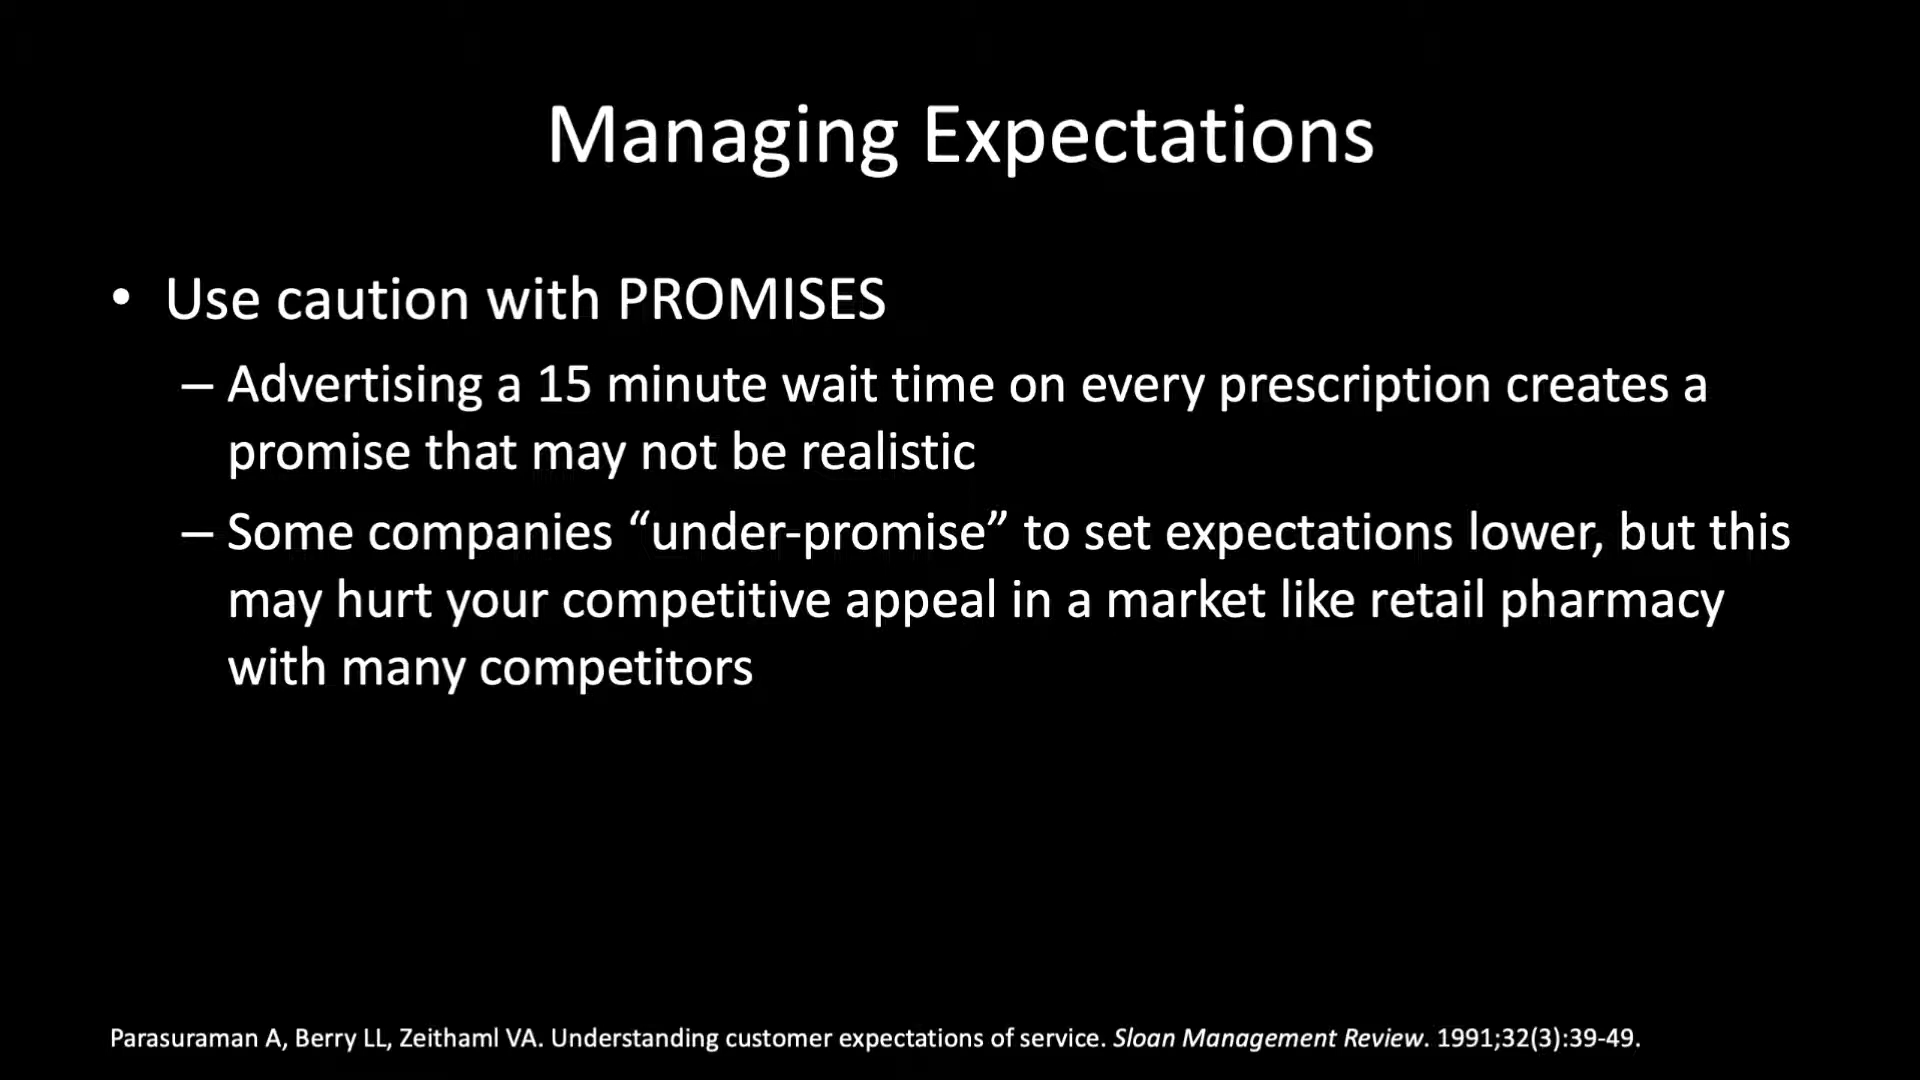 Managing Expectations
• Use caution with PROMISES
– Advertising a 15 minute wait time on every prescription creates a
promise that may not be realistic
– Some companies “under-promise” to set expectations lower, but this
may hurt your competitive appeal in a market like retail pharmacy
with many competitors
Parasuraman A, Berry LL, Zeithaml VA. Understanding customer expectations of service. Sloan Management Review. 1991;32(3):39-49.